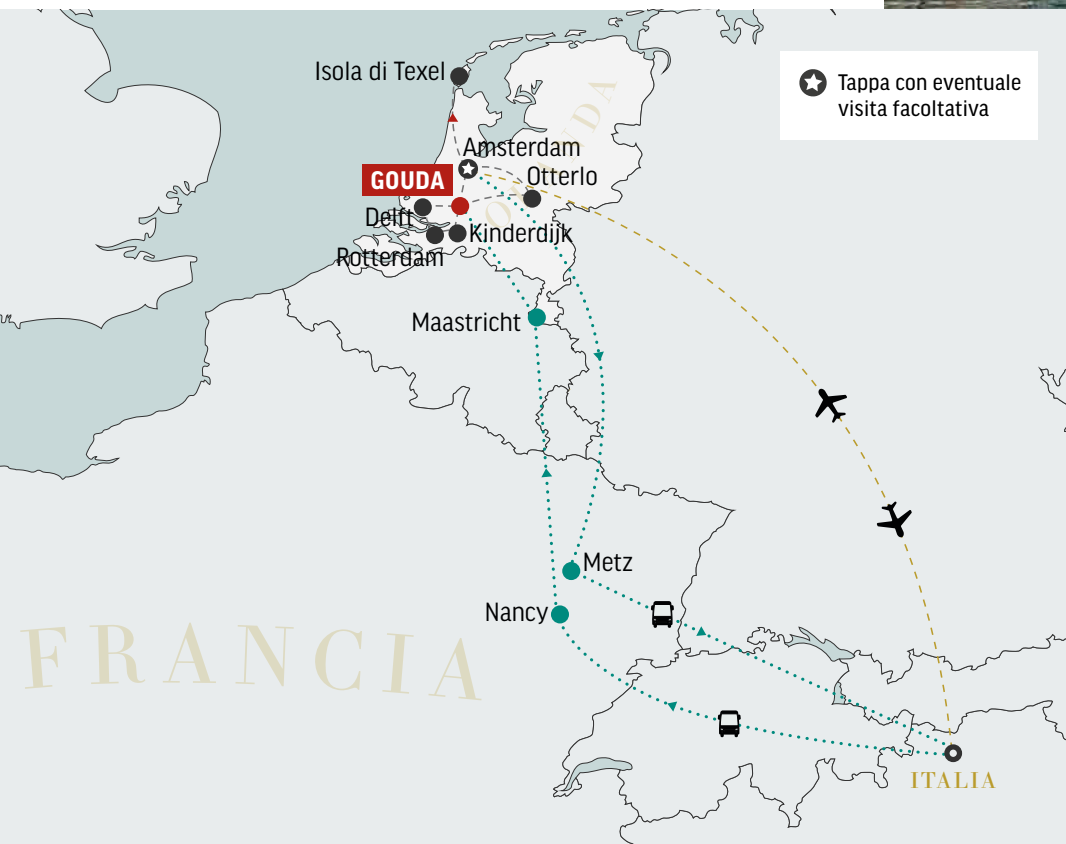 Isola di Texel
Tappa con eventuale
visita facoltativa
OLANDA
Amsterdam
GOUDA
Otterlo
Delft
Kinderdijk
Rotterdam
Maastricht
Metz
Nancy
FRANCIA
ITALIA